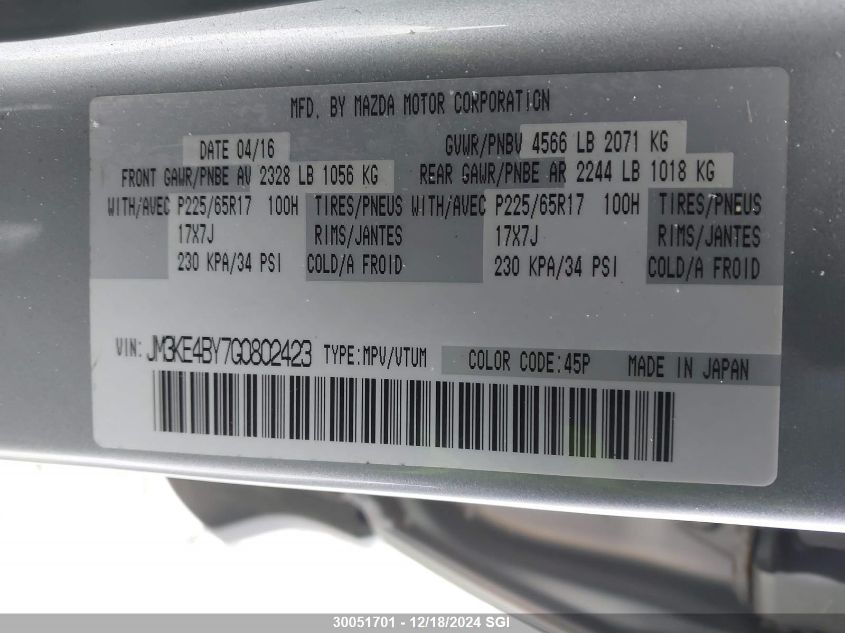 MFD. BY MAZDA MOTOR CORPORATION
DATE 04/16 GVWR/PNBV 4566 LB 2071 KG
FRONT GAWR/PNBE AV 2328 LB 1056 KG REAR GAWR/PNBE AR 2244 LB 1018 KG
WITH/AVEC P225/65R17 100H TIRES/PNEUS WITH/AVEC P225/65R17 100H TIRES/PNEUS
17X7J RIMS/JANTES 17X7J RIMS/JANTES
230 KPA/34 PSI COLD/A FROID 230 KPA/34 PSI COLD/A FROID
VIN: JM3KE4BY7G0802423 TYPE:MPV/VTUM COLOR CODE:45P MADE IN JAPAN
30051701 - 12/18/2024 SGI